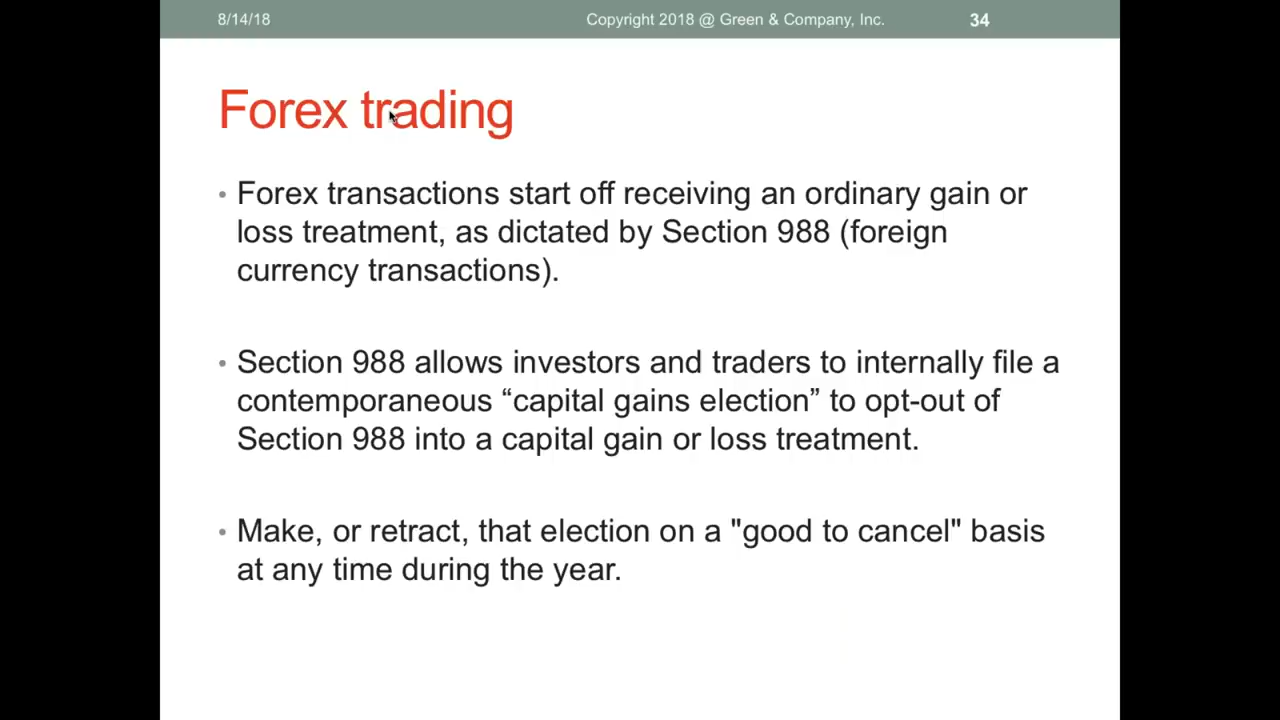 8/14/18 Copyright 2018 @ Green & Company, Inc. 34
Forex trading
• Forex transactions start off receiving an ordinary gain or
loss treatment, as dictated by Section 988 (foreign
currency transactions).
• Section 988 allows investors and traders to internally file a
contemporaneous “capital gains election” to opt-out of
Section 988 into a capital gain or loss treatment.
• Make, or retract, that election on a "good to cancel" basis
at any time during the year.